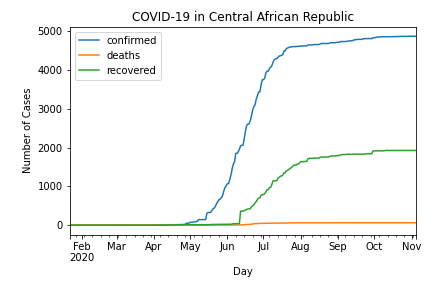 COVID-19 in Central African Republic
confirmed
deaths
recovered
Number of Cases
5000
4000
3000
2000
1000
0
Feb Mar Apr May Jun Jul Aug Sep Oct Nov
2020
Day